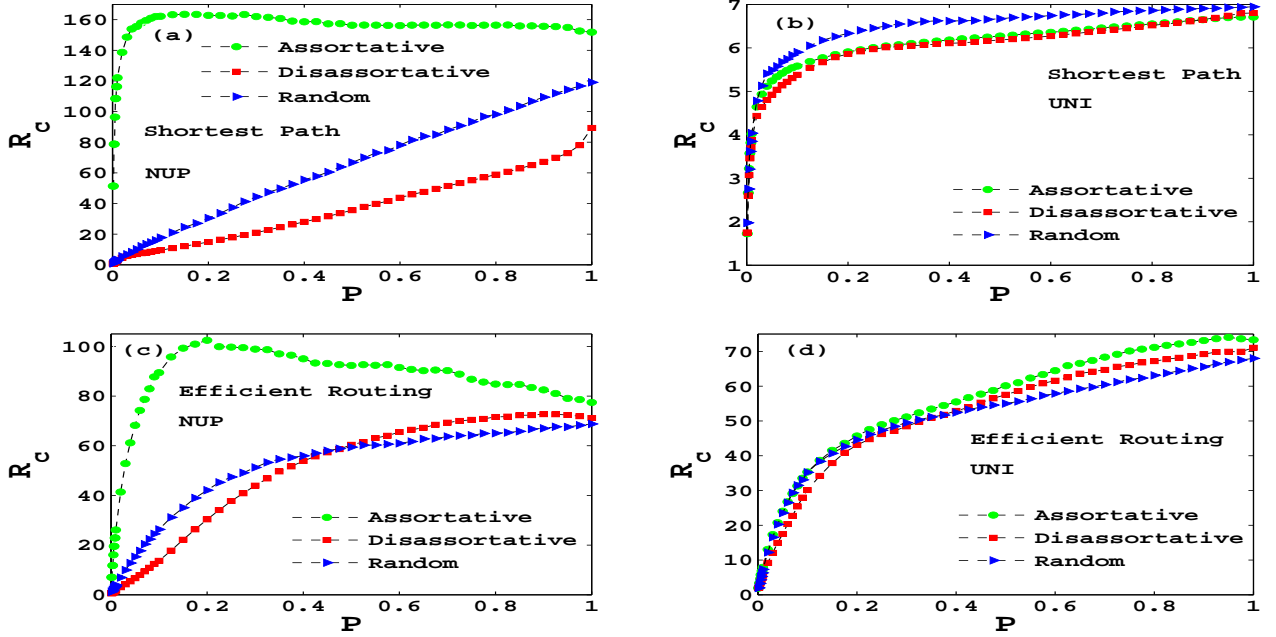 (a)
Assortative
Disassortative
Random
Shortest Path
NUP
160
140
120
100
80
60
40
20
0
R_c
0
0.2
0.4
0.6
0.8
1
P
(b)
Shortest Path
UNI
Assortative
Disassortative
Random
7
6
5
4
3
2
1
R_c
0
0.2
0.4
0.6
0.8
1
P
(c)
Efficient Routing
NUP
Assortative
Disassortative
Random
100
80
60
40
20
0
R_c
0
0.2
0.4
0.6
0.8
1
P
(d)
Efficient Routing
UNI
Assortative
Disassortative
Random
70
60
50
40
30
20
10
0
R_c
0
0.2
0.4
0.6
0.8
1
P